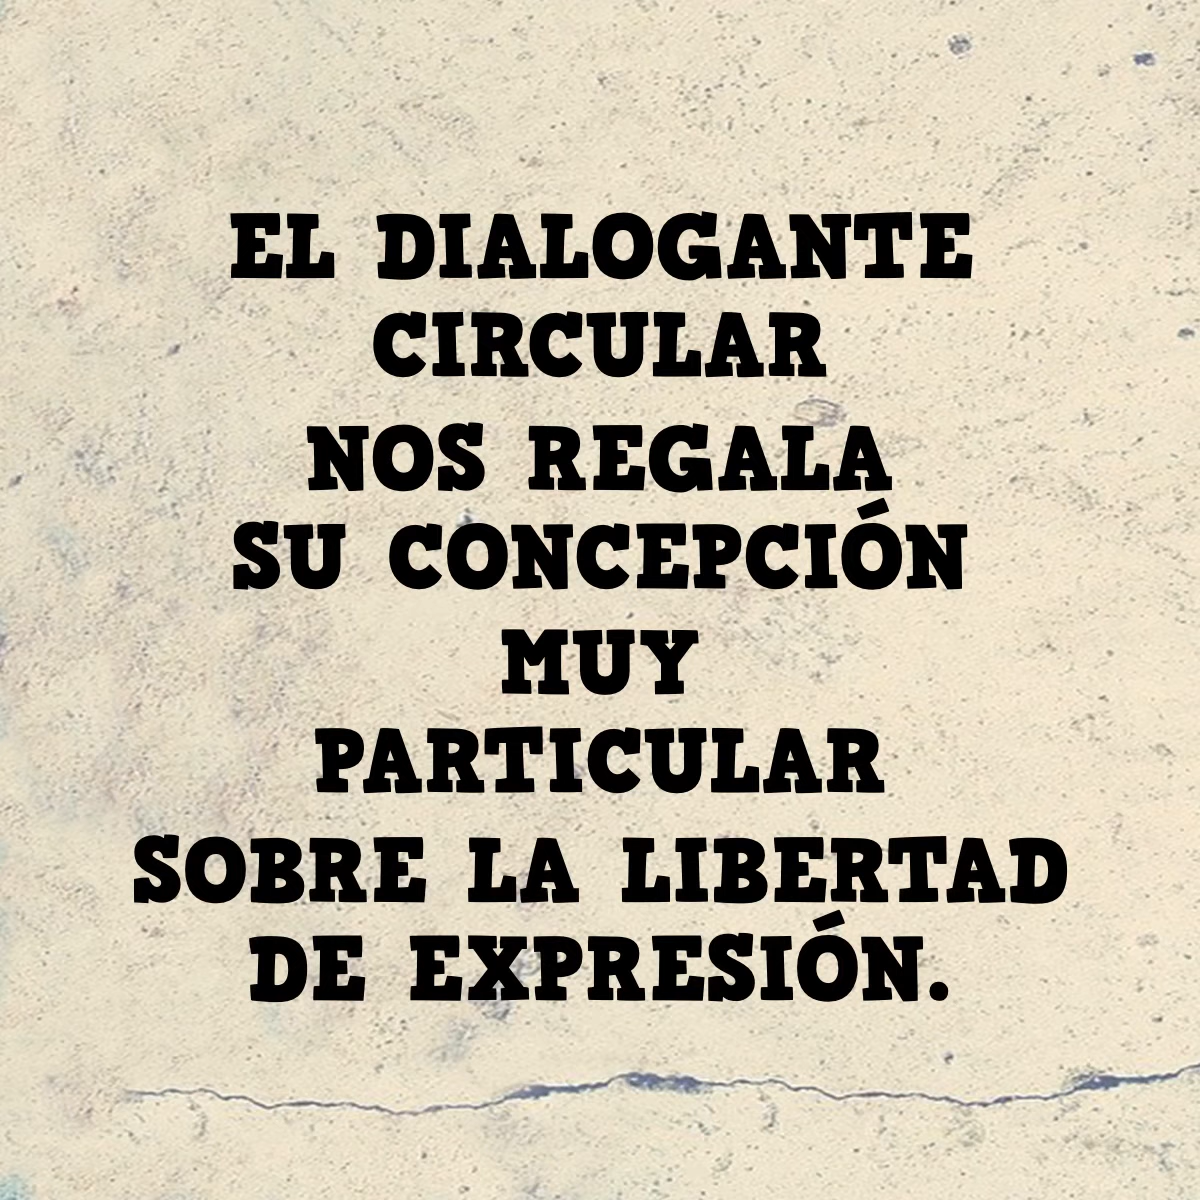 EL DIALOGANTE
CIRCULAR
NOS REGALA
SU CONCEPCIÓN
MUY
PARTICULAR
SOBRE LA LIBERTAD
DE EXPRESIÓN.